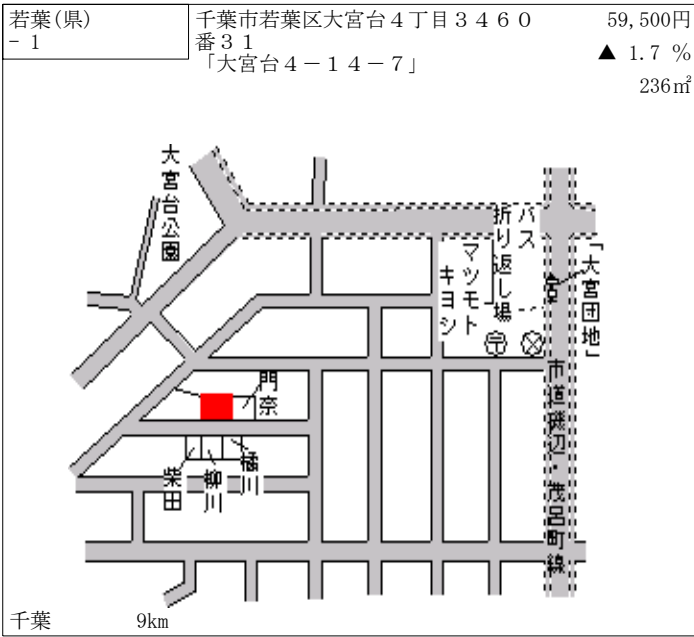 若葉(県)
- 1
千葉市若葉区大宮台４丁目３４６０
番３１
「大宮台４－１４－７」
59,500円
▲ 1.7 %
236㎡
大宮台公園
バス
折り返し場
マツモト
キヨシ
「大宮団地」
〒
市道磯辺・茂呂町線
門奈
柴田
柳川
橘川
千葉
9km